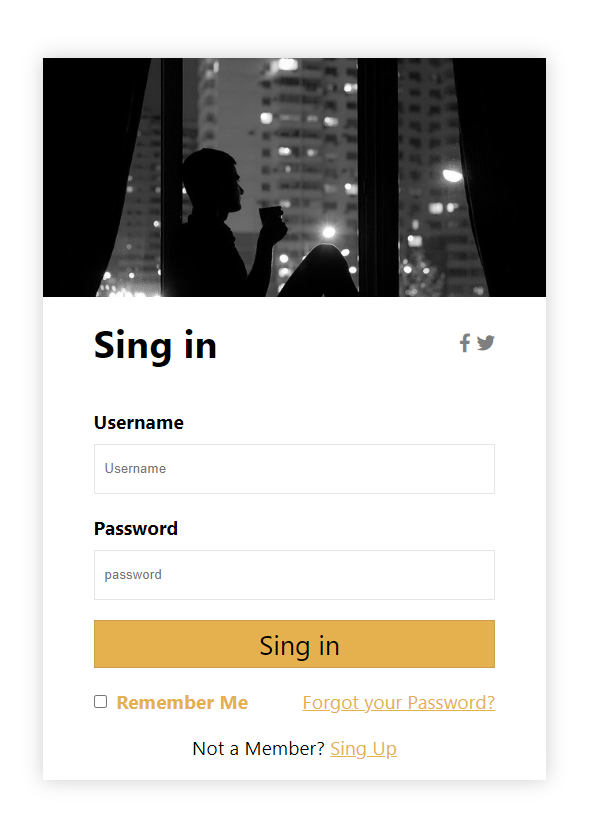 Sing in
Username
Username
Password
password
Sing in
Remember Me Forgot your Password?
Not a Member? Sing Up